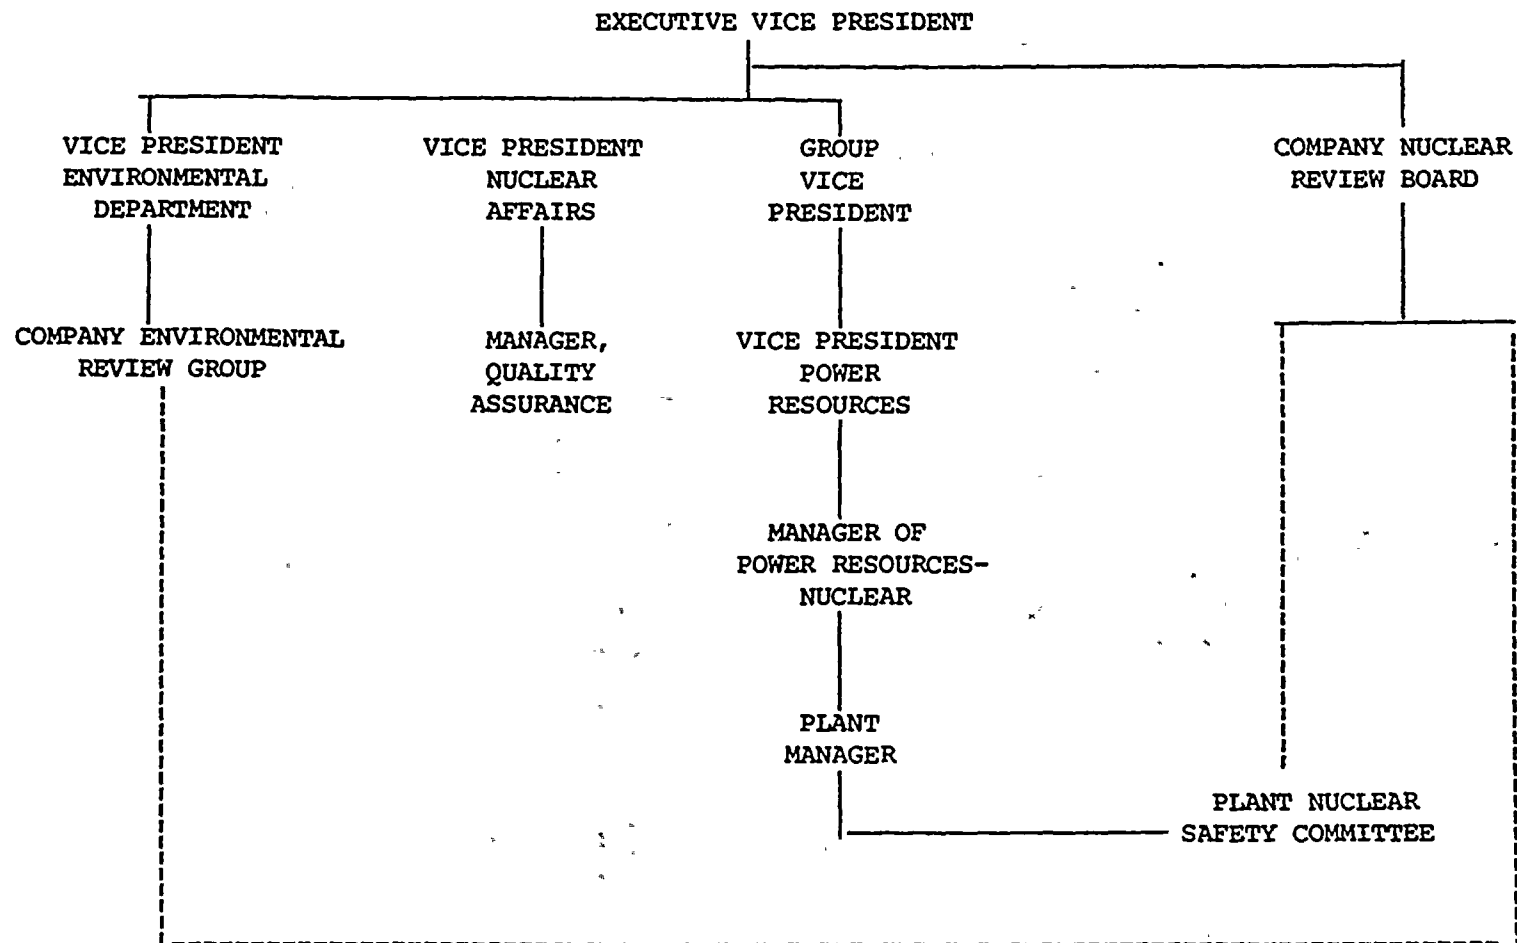 EXECUTIVE VICE PRESIDENT
VICE PRESIDENT
ENVIRONMENTAL
DEPARTMENT
VICE PRESIDENT
NUCLEAR
AFFAIRS
GROUP
VICE
PRESIDENT
COMPANY NUCLEAR
REVIEW BOARD
COMPANY ENVIRONMENTAL
REVIEW GROUP
MANAGER,
QUALITY
ASSURANCE
VICE PRESIDENT
POWER
RESOURCES
MANAGER OF
POWER RESOURCES-
NUCLEAR
PLANT
MANAGER
PLANT NUCLEAR
SAFETY COMMITTEE